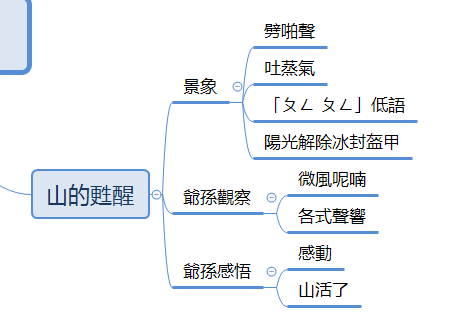 山的甦醒
景象
劈啪聲
吐蒸氣
「ㄆㄥ ㄆㄥ」低語
陽光解除冰封盔甲
爺孫觀察
微風呢喃
各式聲響
爺孫感悟
感動
山活了